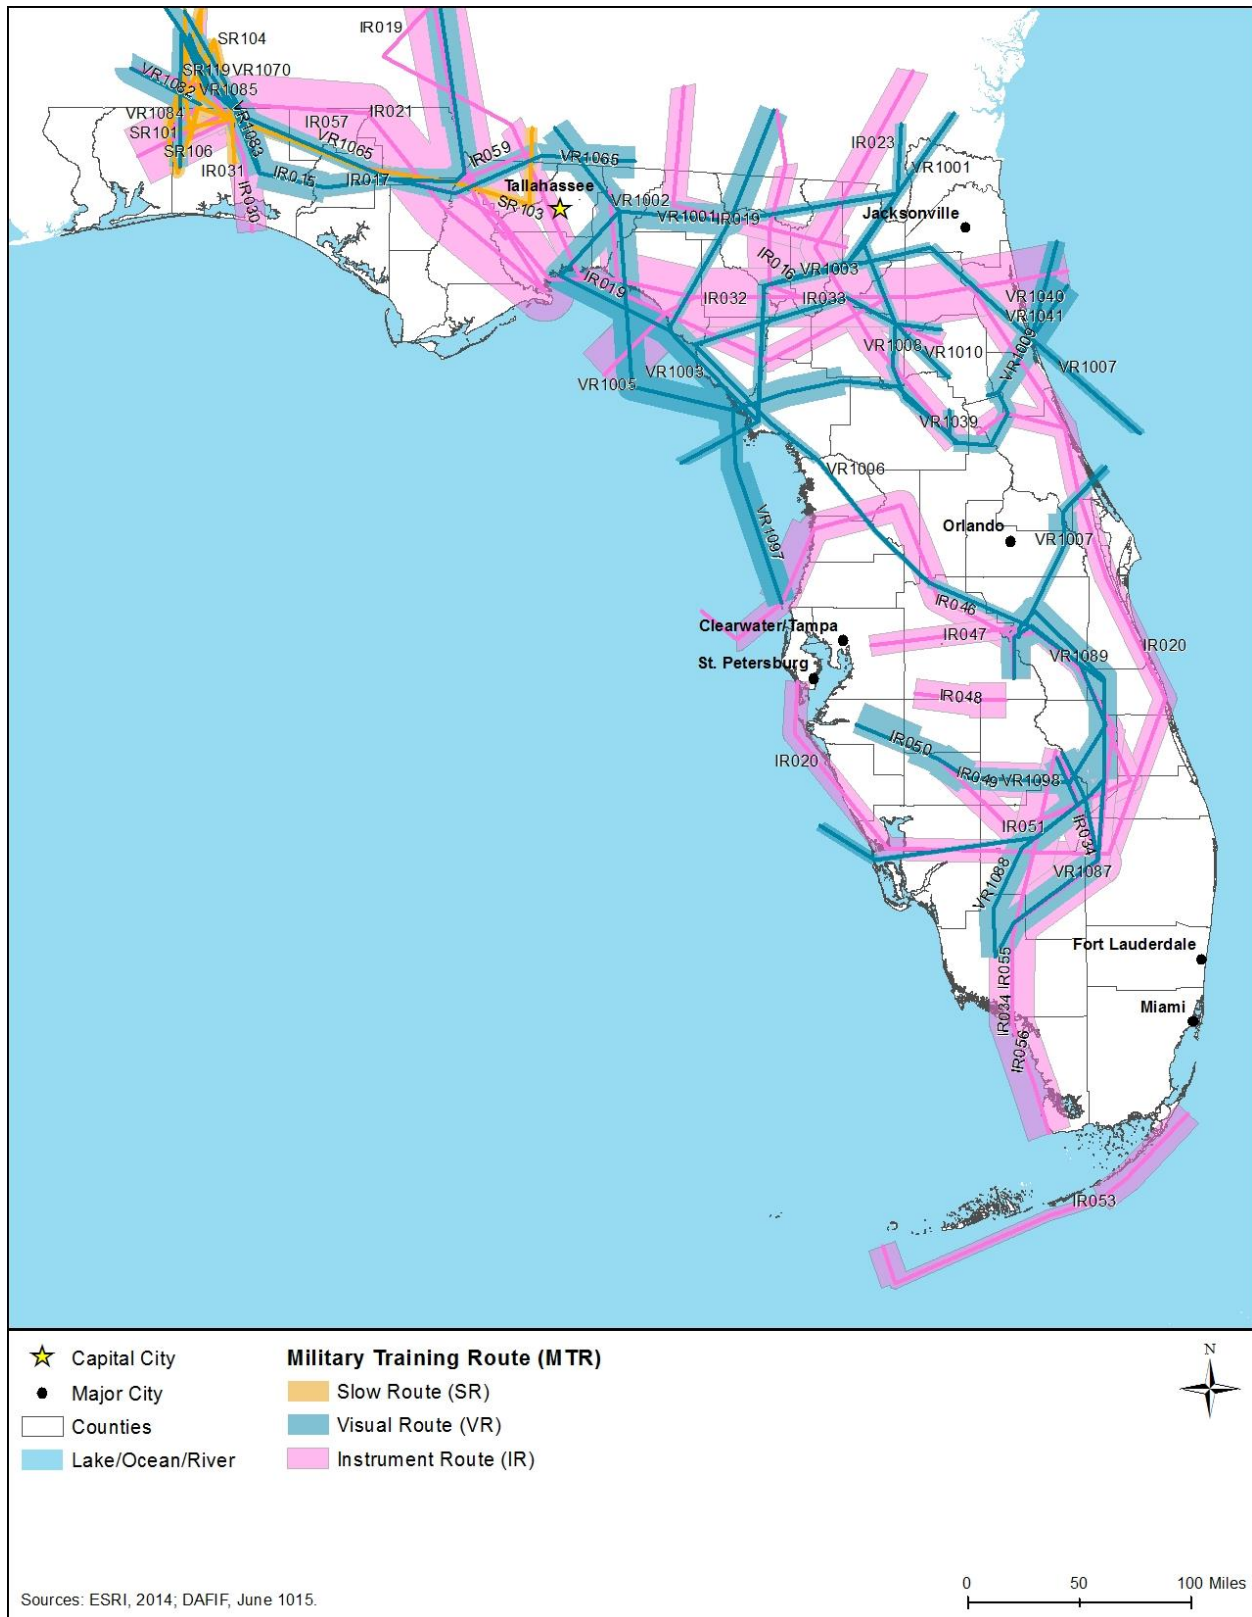 IR019
SR104
SR119
VR1070
VR1082
VR1085
VR1084
IR021
SR101
IR057
VR1083
VR1065
SR106
IR023
IR059
VR1065
IR031
IR015
IR017
VR1001
Tallahassee
IR030
SR103
VR1002
VR1001
IR019
Jacksonville
IR016
VR1003
IR019
IR032
IR033
VR1040
VR1041
VR1008
VR1010
VR1009
VR1003
VR1007
VR1005
VR1039
VR1006
VR1097
Orlando
VR1007
IR046
Clearwater/Tampa
IR047
IR020
St. Petersburg
VR1089
IR048
IR050
IR020
IR049
VR1098
IR051
IR034
VR1088
VR1087
Fort Lauderdale
IR055
IR034
Miami
IR056
IR053
Capital City
Major City
Counties
Lake/Ocean/River
Military Training Route (MTR)
Slow Route (SR)
Visual Route (VR)
Instrument Route (IR)
N
Sources: ESRI, 2014; DAFIF, June 1015.
0 50 100 Miles